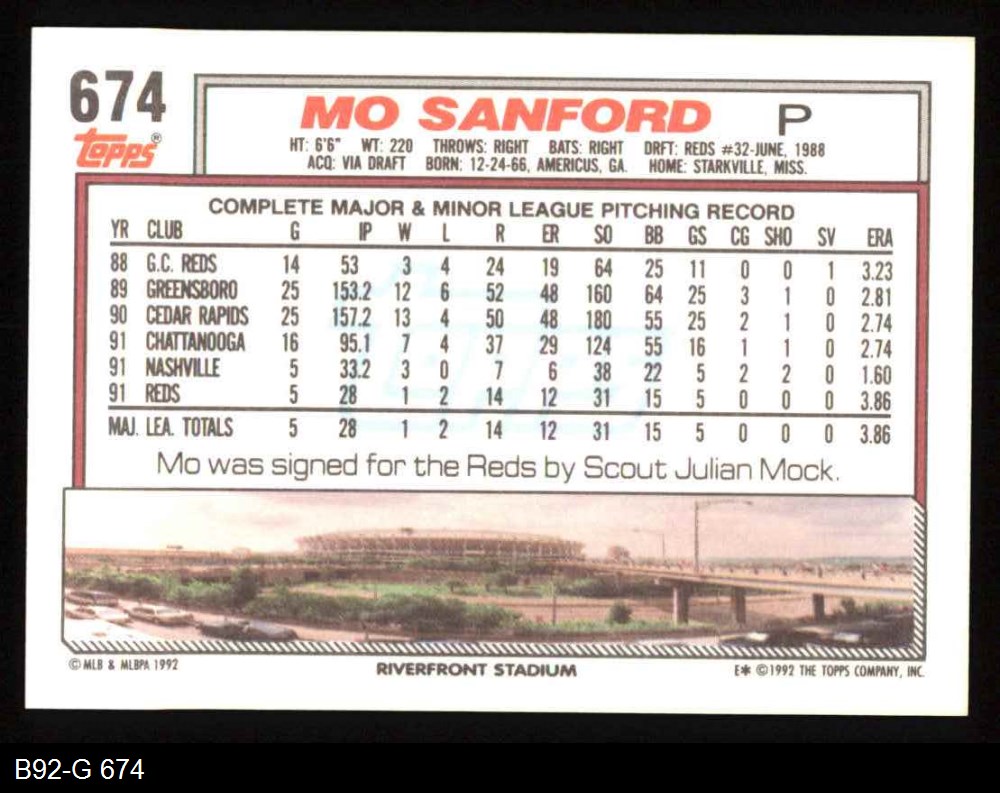 674
Topps®
MO SANFORD P
HT: 6'6" WT: 220 THROWS: RIGHT BATS: RIGHT DRFT: REDS #32-JUNE, 1988
ACQ: VIA DRAFT BORN: 12-24-66, AMERICUS, GA. HOME: STARKVILLE, MISS.
COMPLETE MAJOR & MINOR LEAGUE PITCHING RECORD
YR CLUB G IP W L R ER SO BB GS CG SHO SV ERA
88 G.C. REDS 14 53 3 4 24 19 64 25 11 0 0 1 3.23
89 GREENSBORO 25 153.2 12 6 52 48 160 64 25 3 1 0 2.81
90 CEDAR RAPIDS 25 157.2 13 4 50 48 180 55 25 2 1 0 2.74
91 CHATTANOOGA 16 95.1 7 4 37 29 124 55 16 1 1 0 2.74
91 NASHVILLE 5 33.2 3 0 7 6 38 22 5 2 2 0 1.60
91 REDS 5 28 1 2 14 12 31 15 5 0 0 0 3.86
MAJ. LEA. TOTALS 5 28 1 2 14 12 31 15 5 0 0 0 3.86
Mo was signed for the Reds by Scout Julian Mock.
© MLB & MLBPA 1992 RIVERFRONT STADIUM E* ©1992 THE TOPPS COMPANY, INC.
B92-G 674